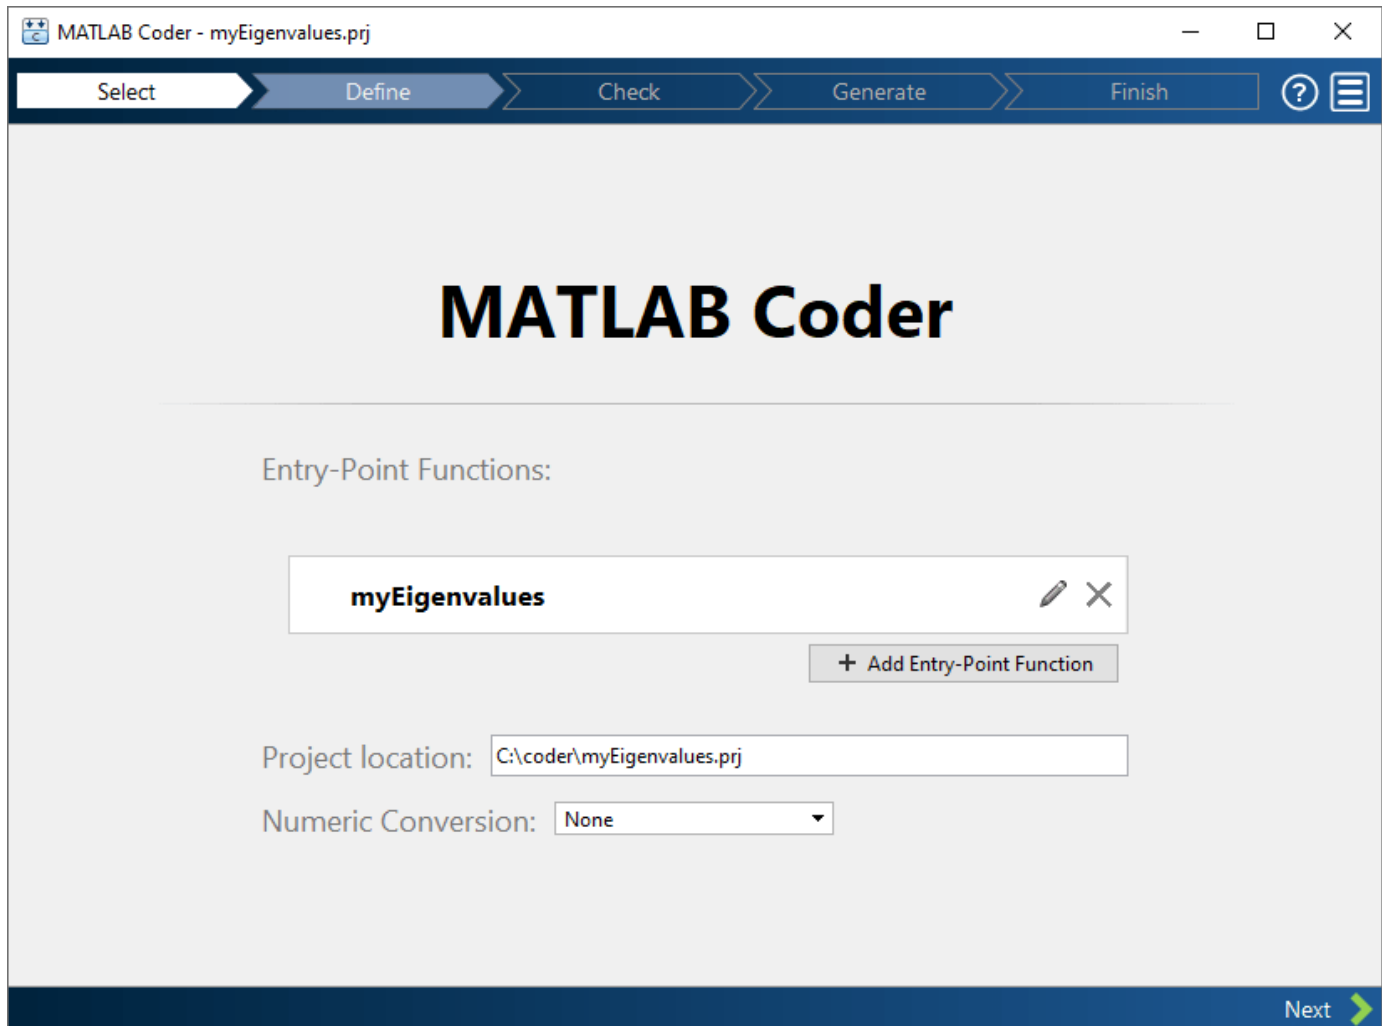 MATLAB Coder - myEigenvalues.prj
Select Define Check Generate Finish ?
MATLAB Coder
Entry-Point Functions:
myEigenvalues
+ Add Entry-Point Function
Project location: C:\coder\myEigenvalues.prj
Numeric Conversion: None
Next